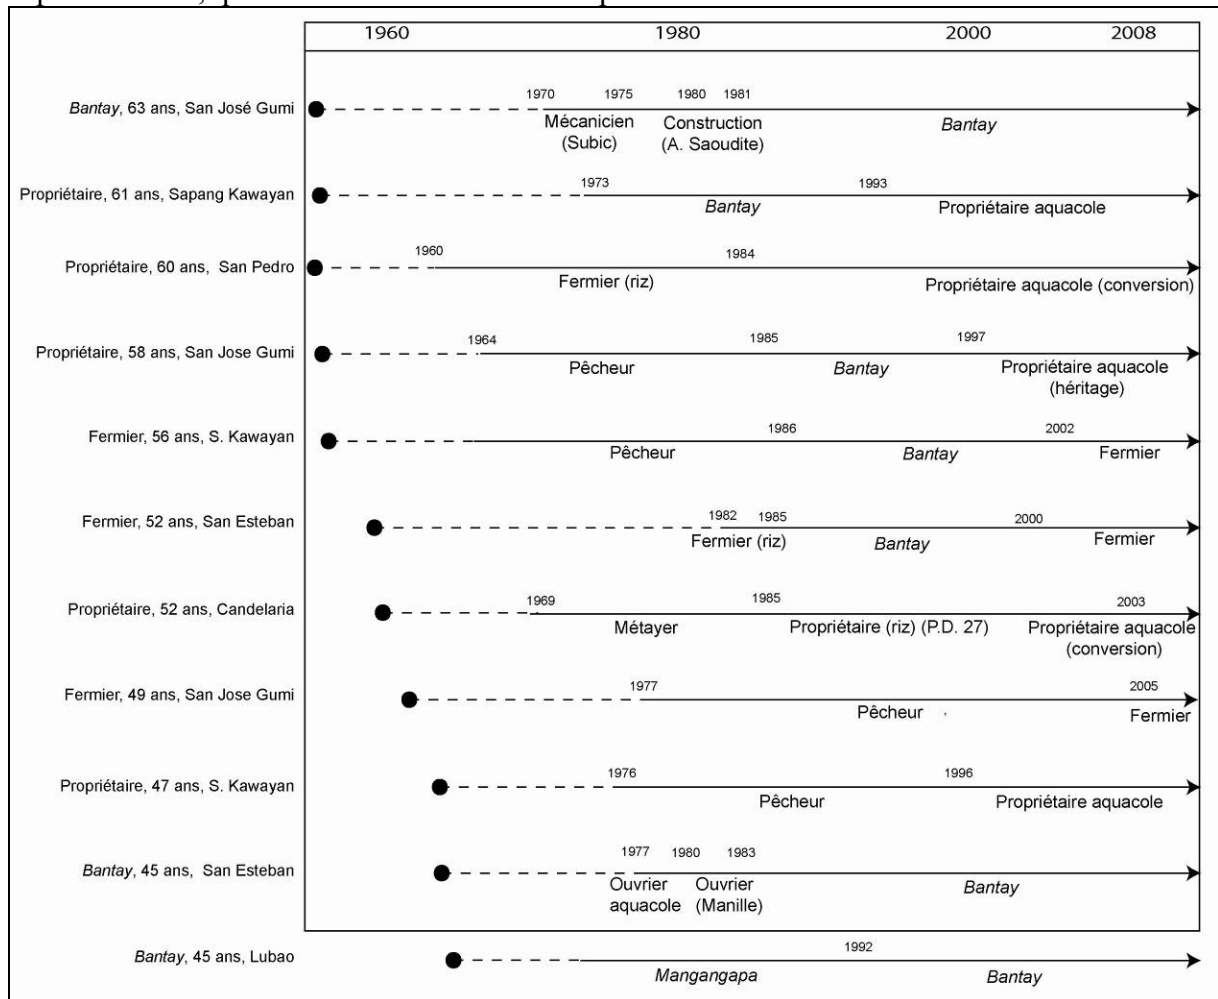 1960 1980 2000 2008
Bantay, 63 ans, San José Gumi
1970 1975 1980 1981
Mécanicien (Subic)
Construction (A. Saoudite)
Bantay
Propriétaire, 61 ans, Sapang Kawayan
1973 1993
Bantay
Propriétaire aquacole
Propriétaire, 60 ans, San Pedro
1960 1984
Fermier (riz)
Propriétaire aquacole (conversion)
Propriétaire, 58 ans, San Jose Gumi
1964 1985 1997
Pêcheur
Bantay
Propriétaire aquacole
(héritage)
Fermier, 56 ans, S. Kawayan
1986 2002
Pêcheur
Bantay
Fermier
Fermier, 52 ans, San Esteban
1982 1985 2000
Fermier (riz)
Bantay
Fermier
Propriétaire, 52 ans, Candelaria
1969 1985 2003
Métayer
Propriétaire (riz) (P.D. 27)
Propriétaire aquacole
(conversion)
Fermier, 49 ans, San Jose Gumi
1977 2005
Pêcheur
Fermier
Propriétaire, 47 ans, S. Kawayan
1976 1996
Pêcheur
Propriétaire aquacole
Bantay, 45 ans, San Esteban
1977 1980 1983
Ouvrier
aquacole
Ouvrier
(Manille)
Bantay
Bantay, 45 ans, Lubao
1992
Mangangapa
Bantay